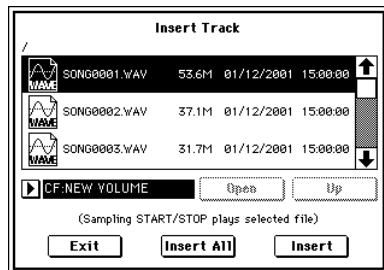 Insert Track
/
WAVE SONG0001.WAV 53.6M 01/12/2001 15:00:00
WAVE SONG0002.WAV 37.1M 01/12/2001 15:00:00
WAVE SONG0003.WAV 31.7M 01/12/2001 15:00:00
CF:NEW VOLUME Open Up
(Sampling START/STOP plays selected file)
Exit Insert All Insert